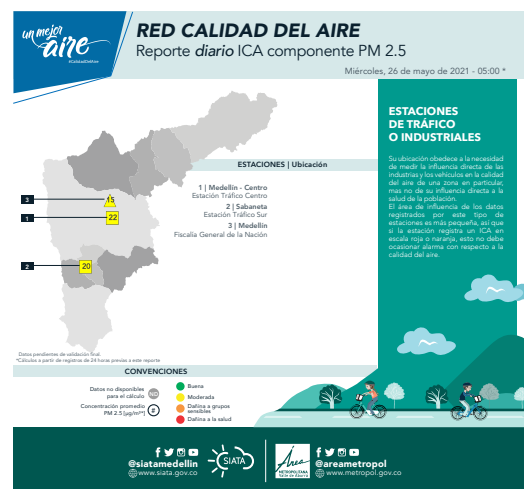 un mejor
aire
#CalidadDelAire
RED CALIDAD DEL AIRE
Reporte diario ICA componente PM 2.5
Miércoles, 26 de mayo de 2021 - 05:00 *
ESTACIONES | Ubicación
1 | Medellín - Centro
Estación Tráfico Centro
2 | Sabaneta
Estación Tráfico Sur
3 | Medellín
Fiscalía General de la Nación
3
15
1
22
2
20
ESTACIONES
DE TRÁFICO
O INDUSTRIALES
Su ubicación obedece a la necesidad
de medir la influencia directa de las
industrias y los vehículos en la calidad
del aire de una zona en particular,
mas no de su influencia directa a la
salud de la población.
El área de influencia de los datos
registrados por este tipo de
estaciones es más pequeña, así que
si la estación registra un ICA en
escala roja o naranja, esto no debe
ocasionar alarma con respecto a la
calidad del aire.
Datos pendientes de validación final.
*Cálculos a partir de registros de 24 horas previas a este reporte
CONVENCIONES
Datos no disponibles
para el cálculo
ND
Concentración promedio
PM 2.5 (µg/m³)
#
Buena
Moderada
Dañina a grupos
sensibles
Dañina a la salud
@siatamedellin
www.siata.gov.co
SIATA
Área
METROPOLITANA
Valle de Aburrá
@areametropol
www.metropol.gov.co